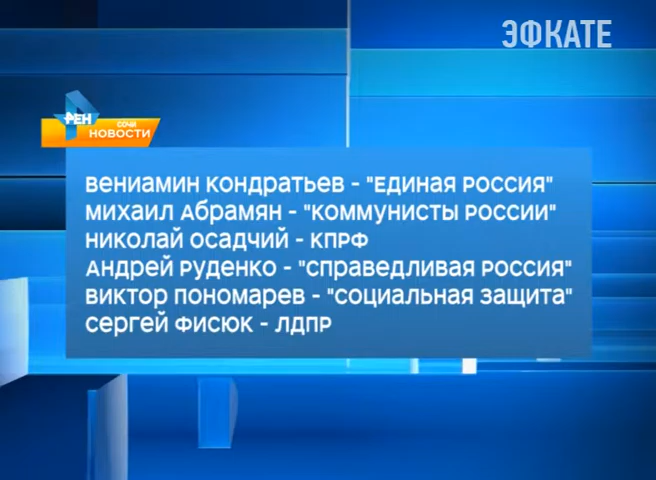 ЭФКАТЕ
РЕН
СОЧИ
НОВОСТИ
Вениамин Кондратьев - "Единая Россия"
Михаил Абрамян - "Коммунисты России"
Николай Осадчий - КПРФ
Андрей Руденко - "Справедливая Россия"
Виктор Пономарев - "Социальная защита"
Сергей Фисюк - ЛДПР